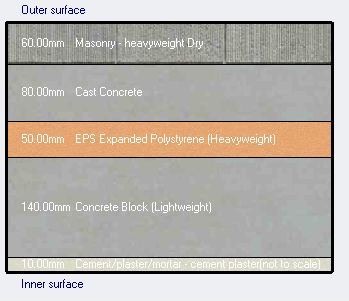 Outer surface
60.00mm Masonry - heavyweight Dry
80.00mm Cast Concrete
50.00mm EPS Expanded Polystyrene (Heavyweight)
140.00mm Concrete Block (Lightweight)
10.00mm Cement/plaster/mortar - cement plaster(not to scale)
Inner surface